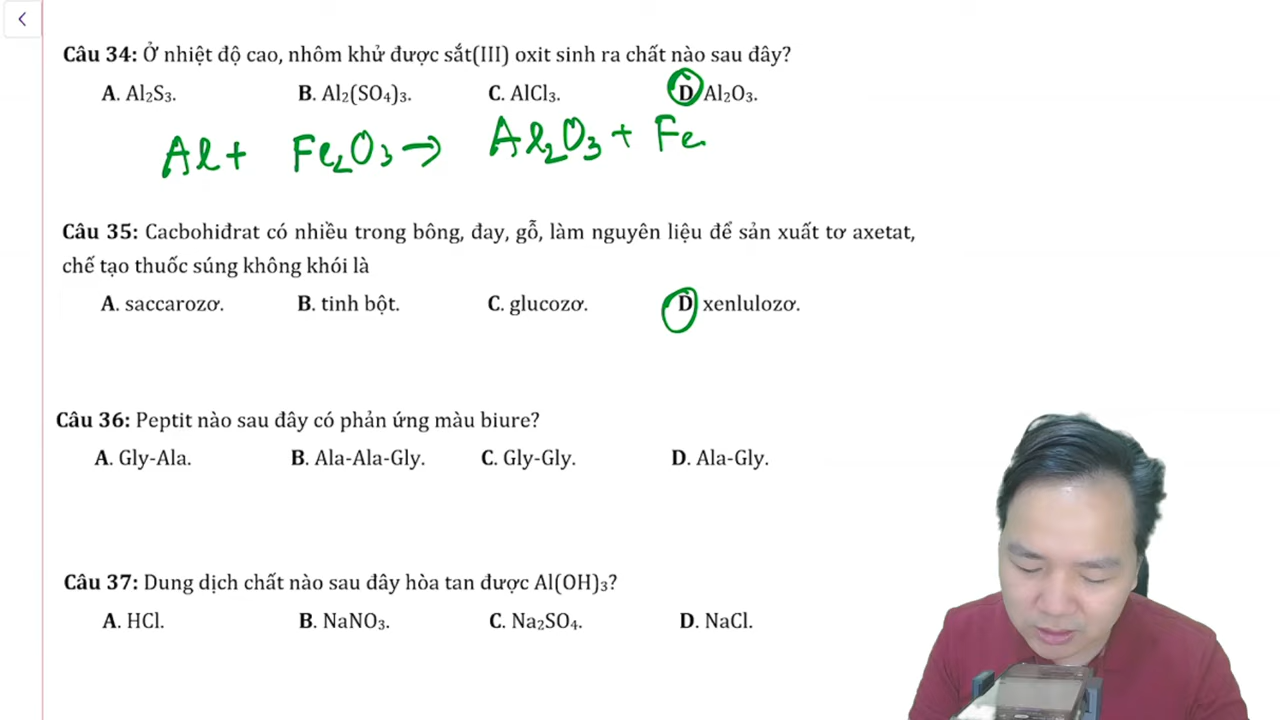 Câu 34: Ở nhiệt độ cao, nhôm khử được sắt(III) oxit sinh ra chất nào sau đây?
A. Al₂S₃. B. Al₂(SO₄)₃. C. AlCl₃. D Al₂O₃.
Al + Fe₂O₃ → Al₂O₃ + Fe
Câu 35: Cacbohiđrat có nhiều trong bông, đay, gỗ, làm nguyên liệu để sản xuất tơ axetat,
chế tạo thuốc súng không khói là
A. saccarozơ. B. tinh bột. C. glucozơ. D xenlulozơ.
Câu 36: Peptit nào sau đây có phản ứng màu biure?
A. Gly-Ala. B. Ala-Ala-Gly. C. Gly-Gly. D. Ala-Gly.
Câu 37: Dung dịch chất nào sau đây hòa tan được Al(OH)₃?
A. HCl. B. NaNO₃. C. Na₂SO₄. D. NaCl.